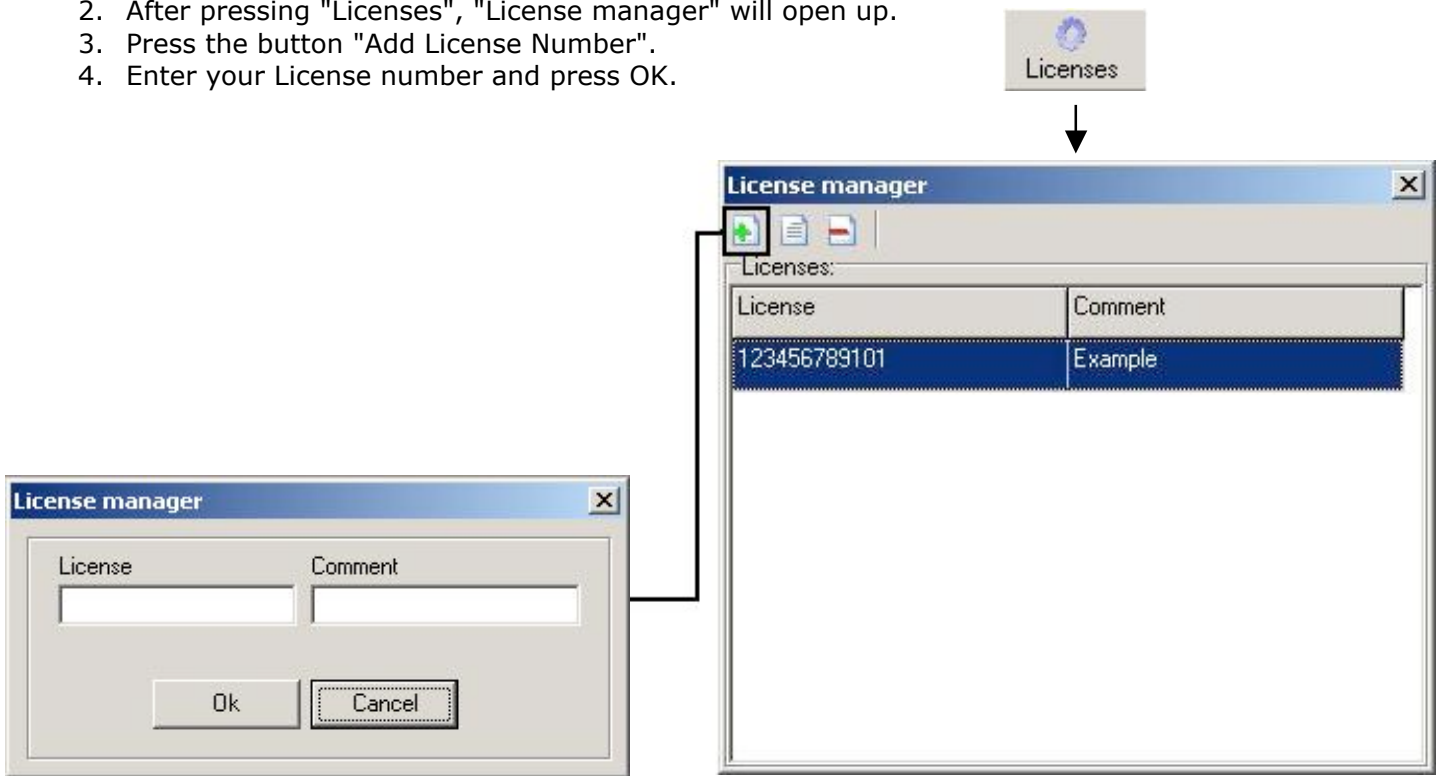 2. After pressing "Licenses", "License manager" will open up.
3. Press the button "Add License Number".
4. Enter your License number and press OK.
Licenses
License manager
Licenses:
License Comment
123456789101 Example
License manager
License Comment
Ok Cancel